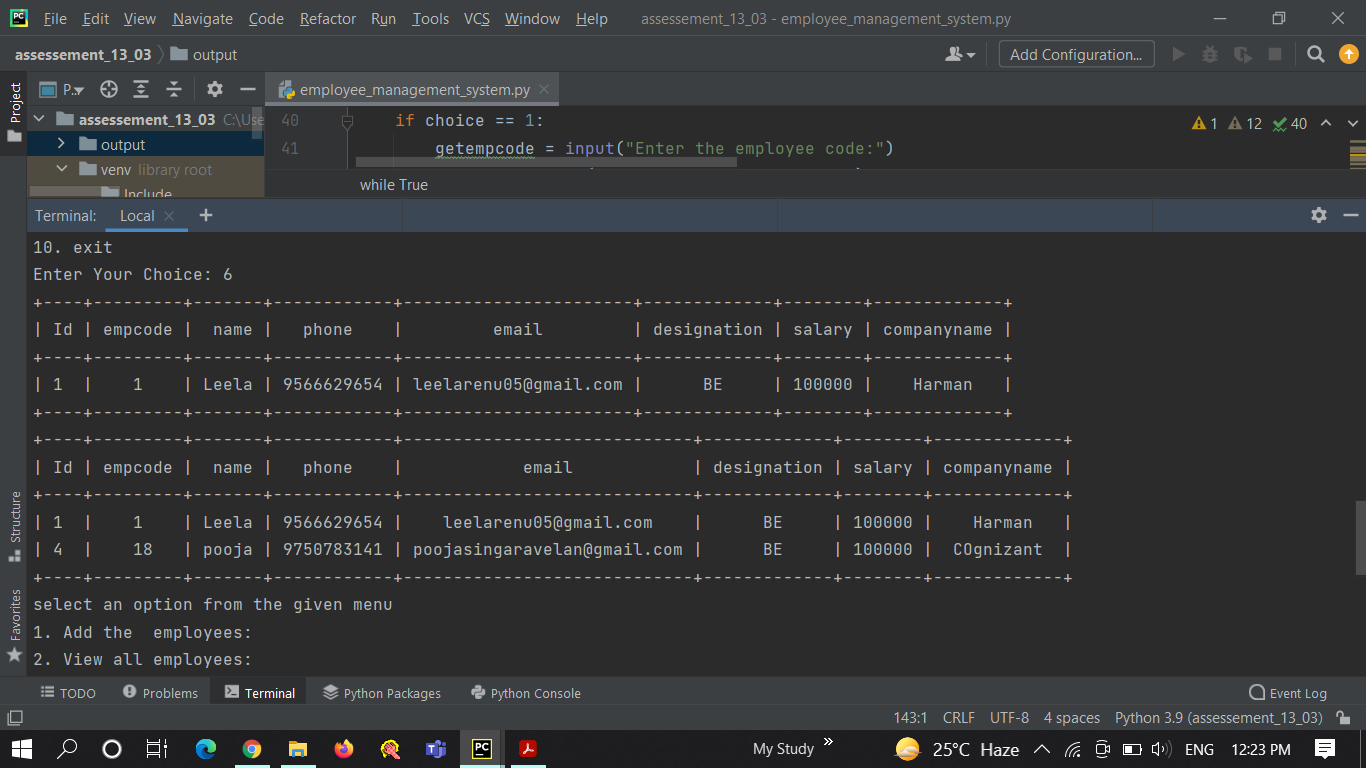 File Edit View Navigate Code Refactor Run Tools VCS Window Help assessement_13_03 - employee_management_system.py
assessement_13_03 output Add Configuration...
Project P.. employee_management_system.py
assessement_13_03 C:\Use
output
venv library root
Include
40 if choice == 1:
41 getempcode = input("Enter the employee code:")
1 12 40
while True
Terminal: Local +
10. exit
Enter Your Choice: 6
+----+---------+-------+------------+-----------------------+-------------+--------+-------------+
| Id | empcode |  name |   phone    |         email         | designation | salary | companyname |
+----+---------+-------+------------+-----------------------+-------------+--------+-------------+
| 1  |    1    | Leela | 9566629654 | leelarenu05@gmail.com |      BE     | 100000 |    Harman   |
+----+---------+-------+------------+-----------------------+-------------+--------+-------------+
+----+---------+-------+------------+-----------------------------+-------------+--------+-------------+
| Id | empcode |  name |   phone    |            email            | designation | salary | companyname |
+----+---------+-------+------------+-----------------------------+-------------+--------+-------------+
| 1  |    1    | Leela | 9566629654 |    leelarenu05@gmail.com    |      BE     | 100000 |    Harman   |
| 4  |    18   | pooja | 9750783141 | poojasingaravelan@gmail.com |      BE     | 100000 |  COgnizant  |
+----+---------+-------+------------+-----------------------------+-------------+--------+-------------+
select an option from the given menu
1. Add the  employees:
2. View all employees:
Structure
Favorites
TODO Problems Terminal Python Packages Python Console Event Log
143:1 CRLF UTF-8 4 spaces Python 3.9 (assessement_13_03)
My Study » 25°C Haze ENG 12:23 PM